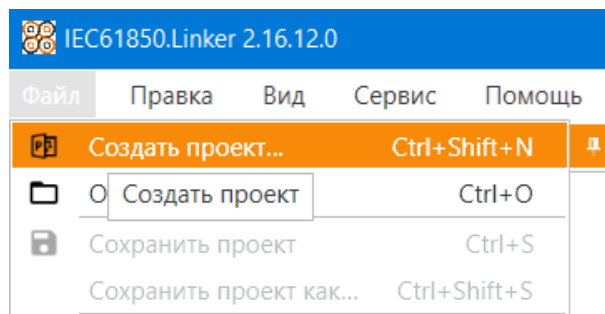 IEC61850.Linker 2.16.12.0
Файл Правка Вид Сервис Помощь
Создать проект... Ctrl+Shift+N
О Создать проект Ctrl+O
Сохранить проект Ctrl+S
Сохранить проект как... Ctrl+Shift+S